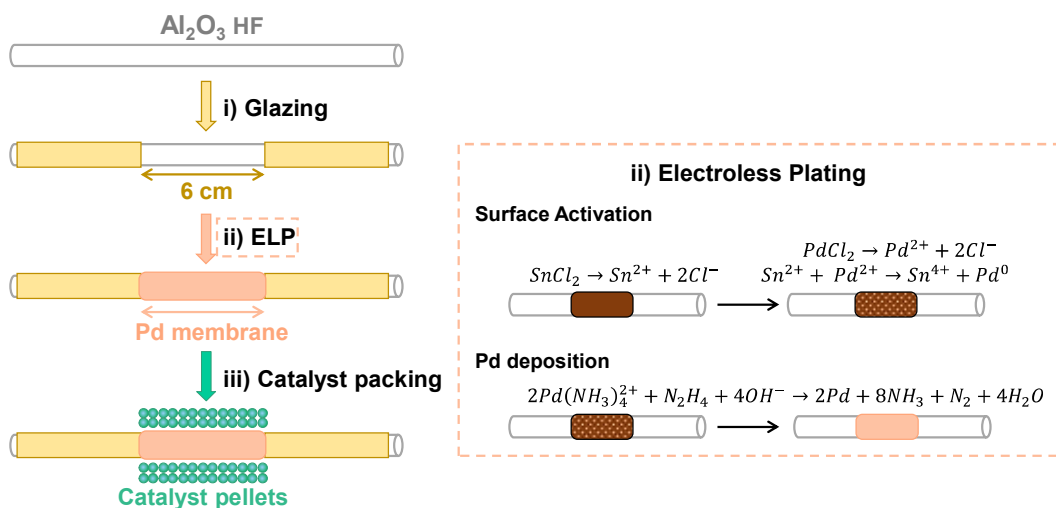 Al₂O₃ HF
i) Glazing
6 cm
ii) ELP
Pd membrane
iii) Catalyst packing
Catalyst pellets
ii) Electroless Plating
Surface Activation
SnCl₂ → Sn²⁺ + 2Cl⁻
PdCl₂ → Pd²⁺ + 2Cl⁻
Sn²⁺ + Pd²⁺ → Sn⁴⁺ + Pd⁰
Pd deposition
2Pd(NH₃)₄²⁺ + N₂H₄ + 4OH⁻ → 2Pd + 8NH₃ + N₂ + 4H₂O